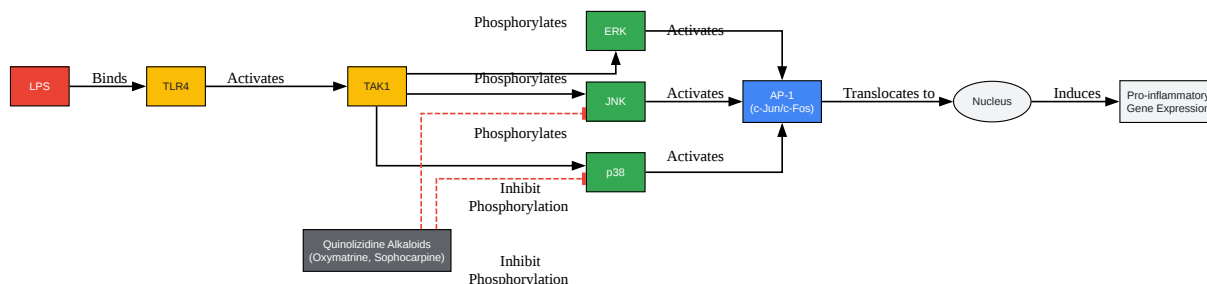 Phosphorylates
ERK
Activates
LPS
Binds
TLR4
Activates
TAK1
Phosphorylates
JNK
Activates
AP-1
(c-Jun/c-Fos)
Translocates to
Nucleus
Induces
Pro-inflammatory
Gene Expression
Phosphorylates
p38
Activates
Inhibit
Phosphorylation
Quinolizidine Alkaloids
(Oxymatrine, Sophocarpine)
Inhibit
Phosphorylation